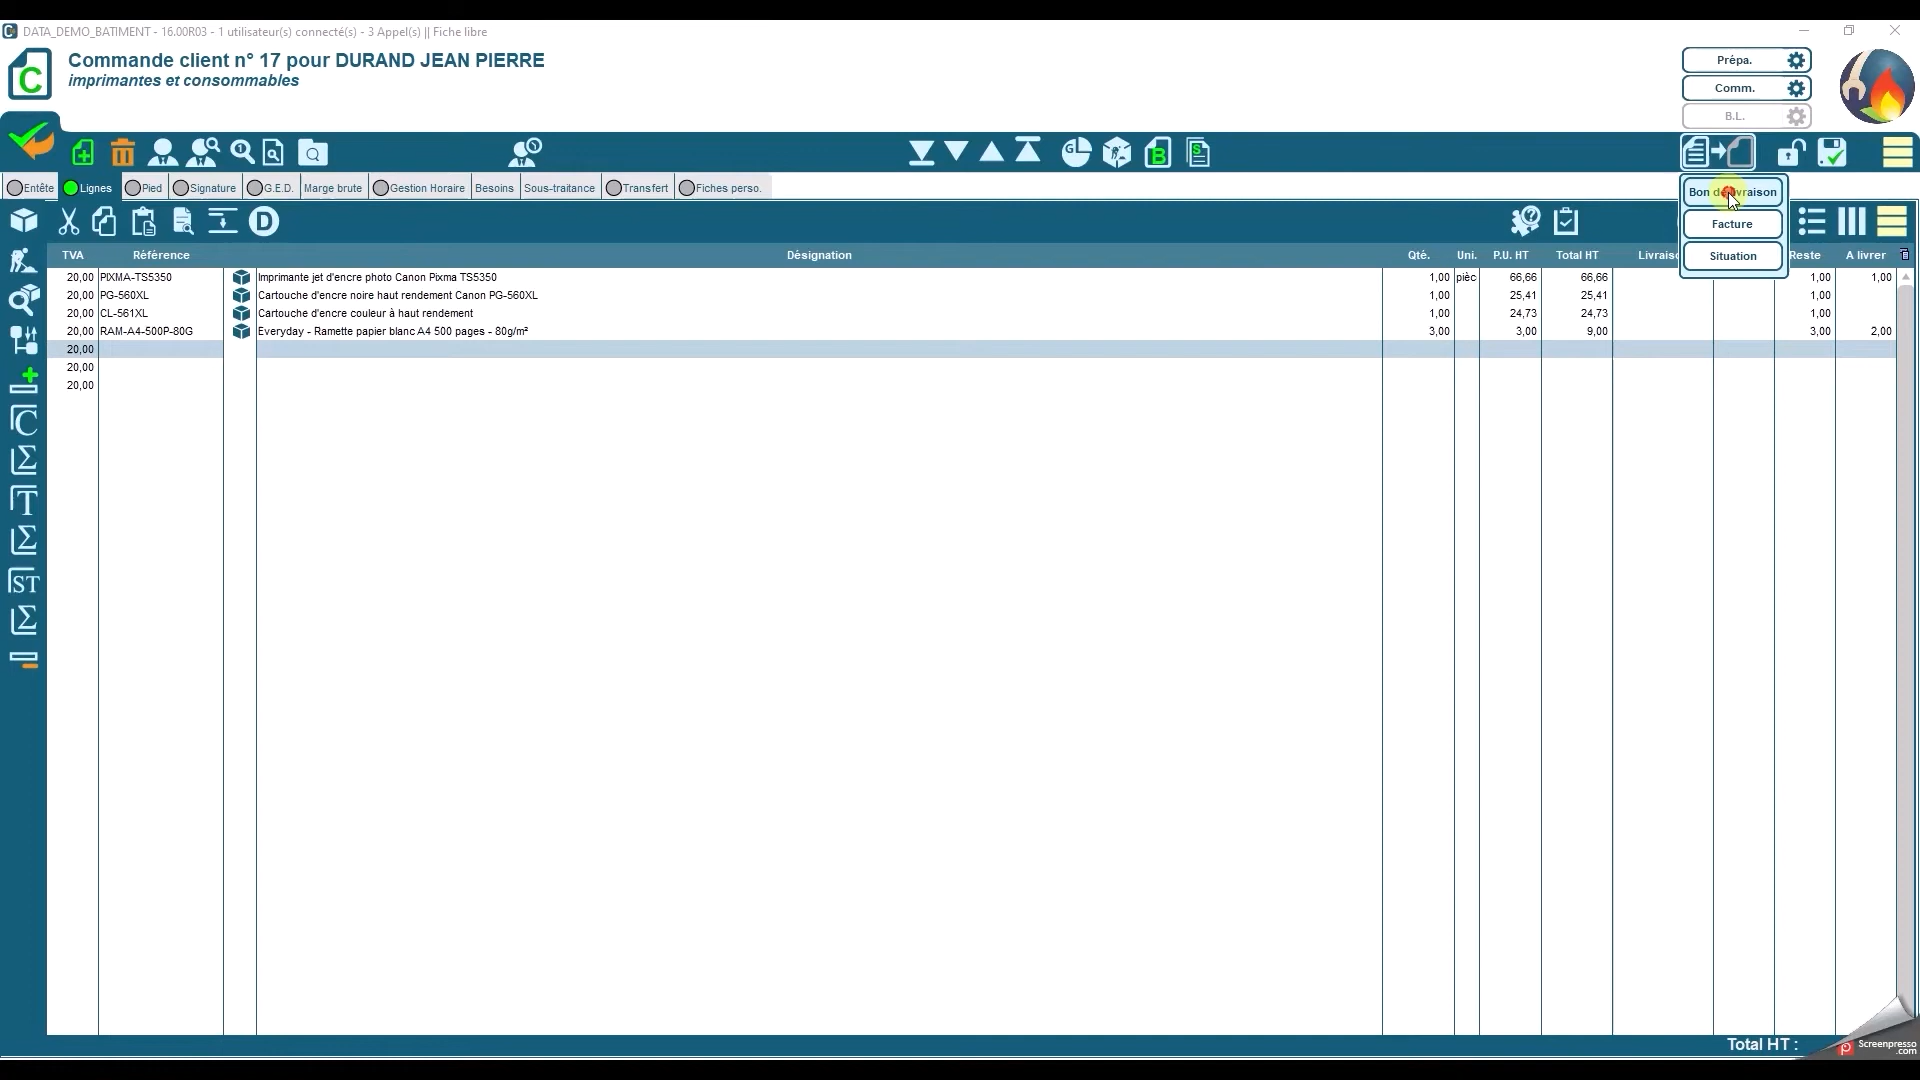 DATA_DEMO_BATIMENT - 16.00R03 - 1 utilisateur(s) connecté(s) - 3 Appel(s) || Fiche libre
Commande client n° 17 pour DURAND JEAN PIERRE
imprimantes et consommables
Prépa.
Comm.
B.L.
Entête Lignes Pied Signature G.E.D. Marge brute Gestion Horaire Besoins Sous-traitance Transfert Fiches perso.
Bon de livraison
Facture
Situation
TVA Référence Désignation Qté. Uni. P.U. HT Total HT Livraiso Reste A livrer
20,00 PIXMA-TS5350 Imprimante jet d'encre photo Canon Pixma TS5350 1,00 pièc 66,66 66,66 1,00 1,00
20,00 PG-560XL Cartouche d'encre noire haut rendement Canon PG-560XL 1,00 25,41 25,41 1,00
20,00 CL-561XL Cartouche d'encre couleur à haut rendement 1,00 24,73 24,73 1,00
20,00 RAM-A4-500P-80G Everyday - Ramette papier blanc A4 500 pages - 80g/m² 3,00 3,00 9,00 3,00 2,00
20,00
20,00
20,00
C
T
ST
D
Total HT :
Screenpresso
.com